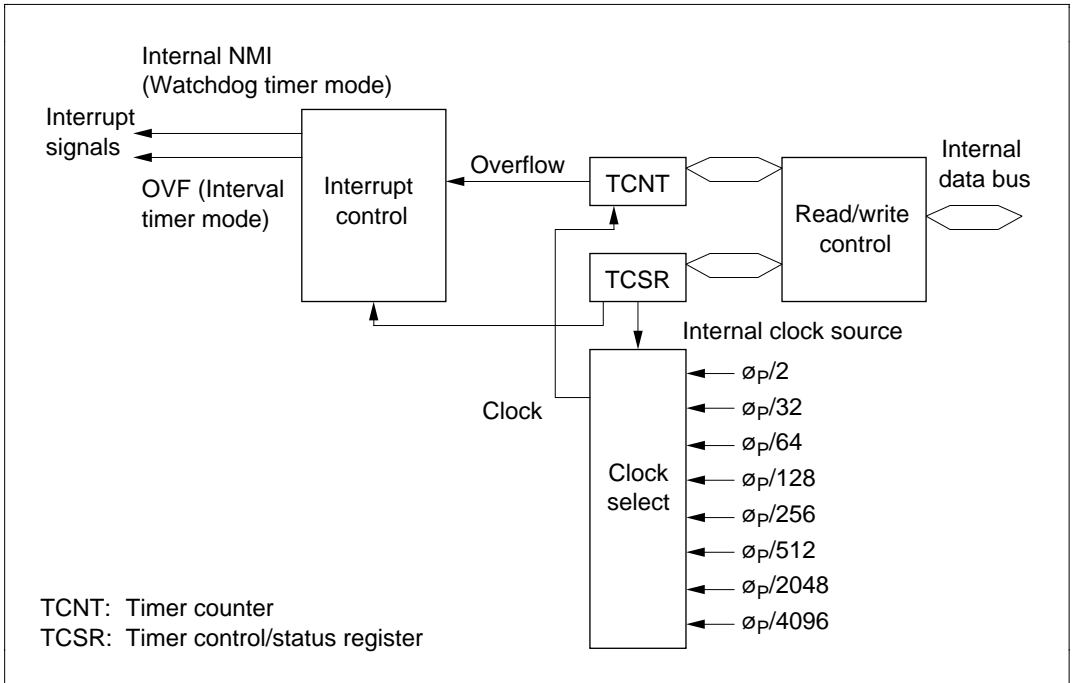 Internal NMI
(Watchdog timer mode)
Interrupt
signals
OVF (Interval
timer mode)
Interrupt
control
Overflow
TCNT
TCSR
Read/write
control
Internal
data bus
Internal clock source
Clock
Clock
select
øP/2
øP/32
øP/64
øP/128
øP/256
øP/512
øP/2048
øP/4096
TCNT: Timer counter
TCSR: Timer control/status register